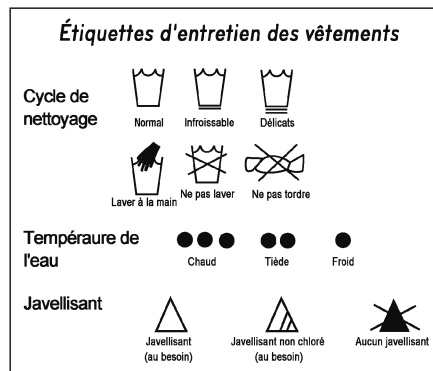 Étiquettes d'entretien des vêtements
Cycle de
nettoyage
Normal Infroissable Délicats
Laver à la main Ne pas laver Ne pas tordre
Tempéraure de
l'eau
Chaud Tiède Froid
Javellisant
Javellisant Javellisant non chloré Aucun javellisant
(au besoin) (au besoin)